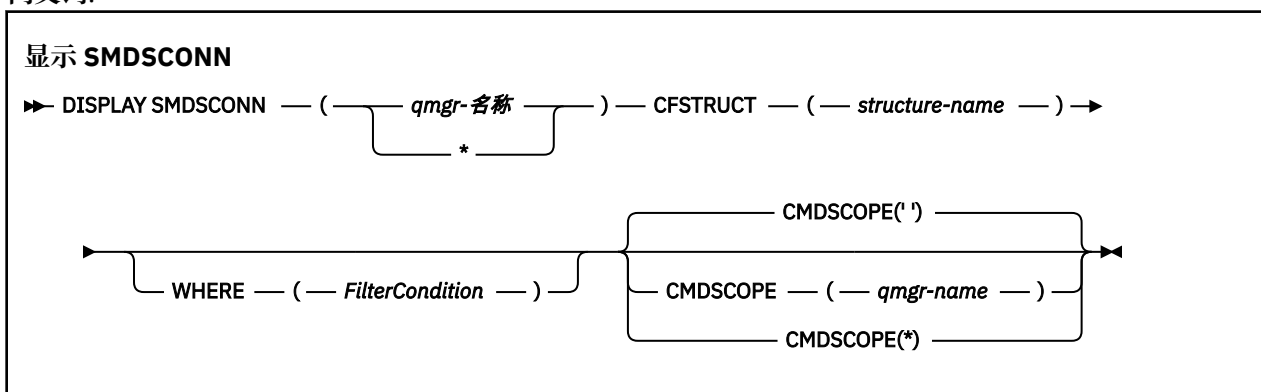 显示 SMDSCONN
DISPLAY SMDSCONN ( qmgr-名称 ) CFSTRUCT ( structure-name )
*
CMDSCOPE(' ')
WHERE ( FilterCondition ) CMDSCOPE ( qmgr-name )
CMDSCOPE(*)